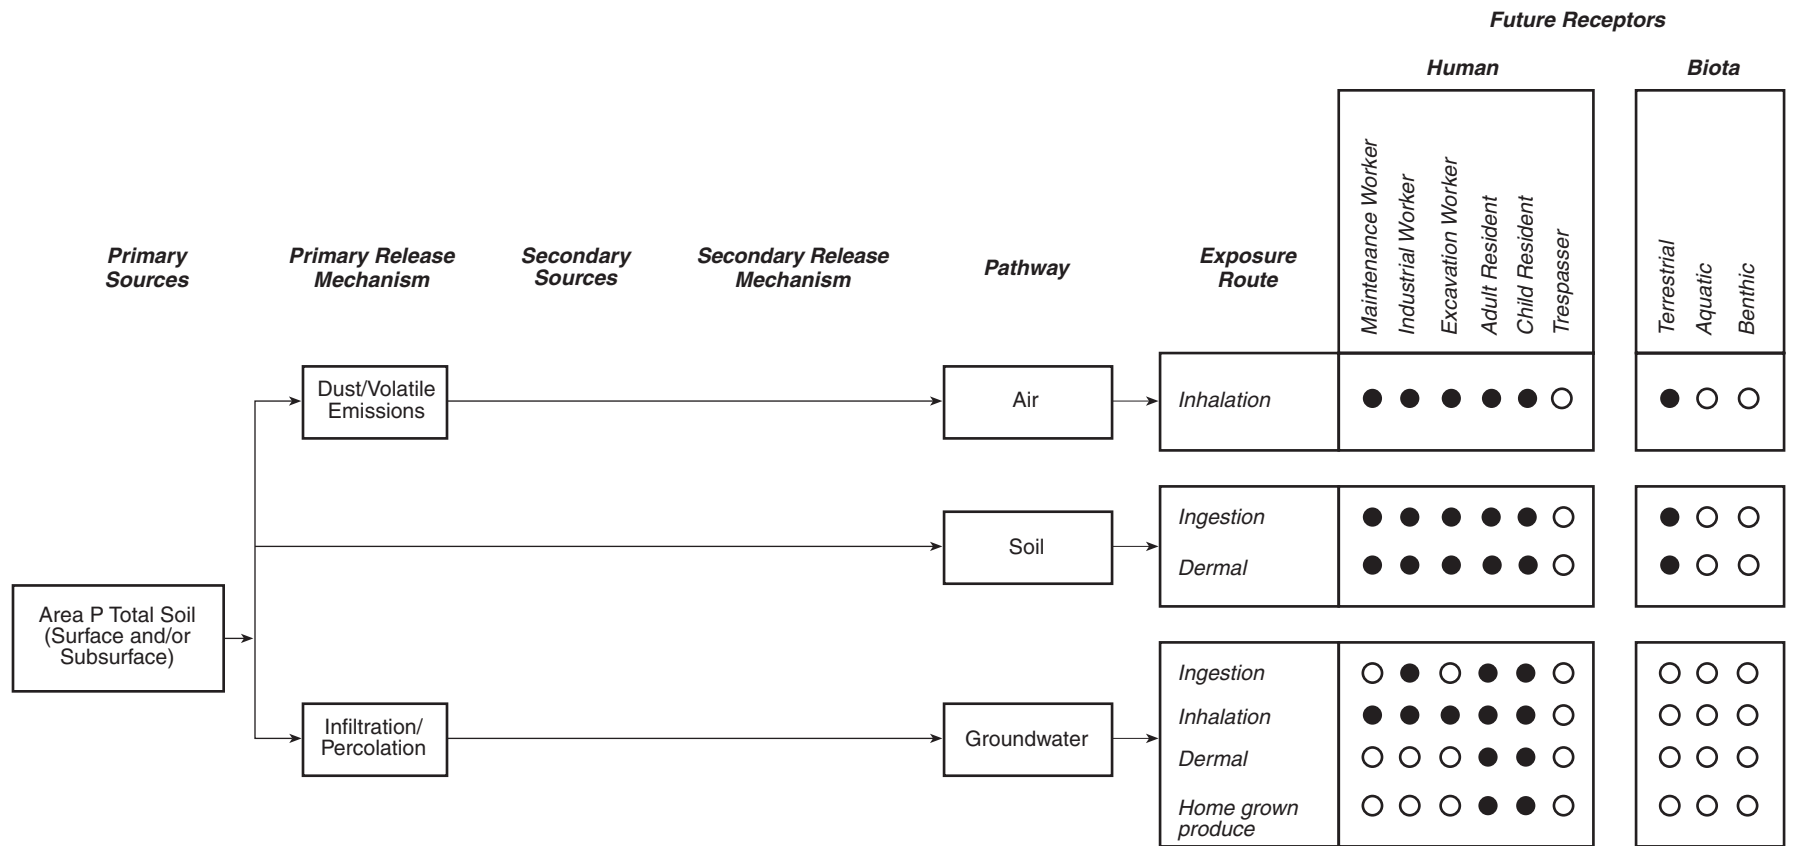 Future Receptors
Human
Biota
Primary
Sources
Primary Release
Mechanism
Secondary
Sources
Secondary Release
Mechanism
Pathway
Exposure
Route
Maintenance Worker
Industrial Worker
Excavation Worker
Adult Resident
Child Resident
Trespasser
Terrestrial
Aquatic
Benthic
Dust/Volatile
Emissions
Air
Inhalation
Soil
Ingestion
Dermal
Area P Total Soil
(Surface and/or
Subsurface)
Infiltration/
Percolation
Groundwater
Ingestion
Inhalation
Dermal
Home grown
produce